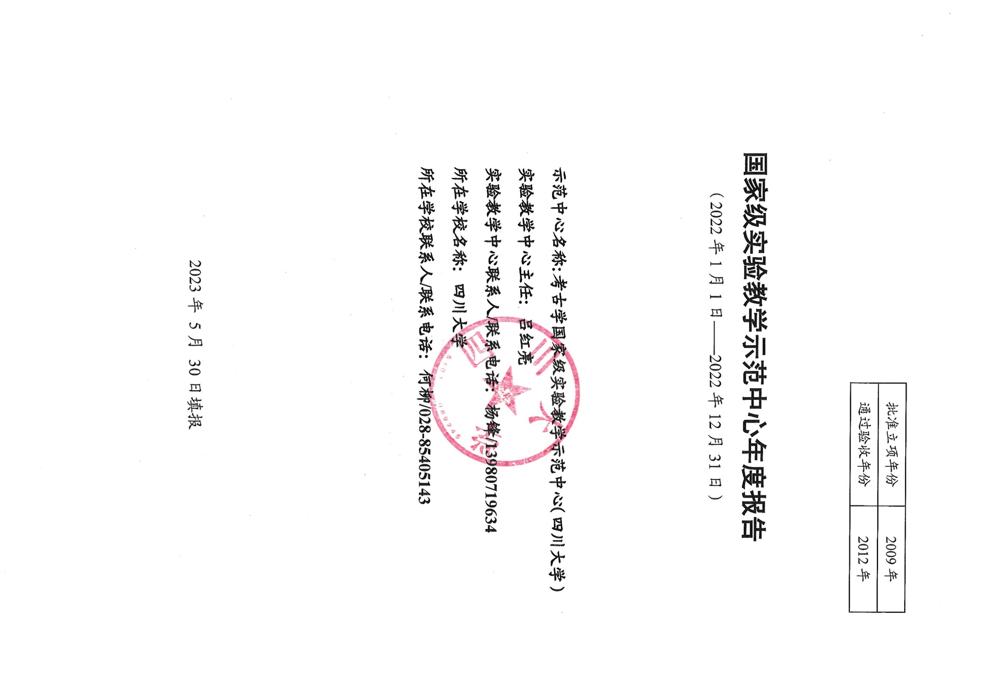 批准立项年份 2009 年
通过验收年份 2012 年
国家级实验教学示范中心年度报告
（2022 年 1 月 1 日——2022 年 12 月 31 日）
示范中心名称:考古学国家级实验教学示范中心(四川大学)
实验教学中心主任： 吕红亮
实验教学中心联系人/联系电话： 杨锋/13980719634
所在学校名称： 四川大学
所在学校联系人/联系电话： 何柳/028-85405143
四川大学
2023 年 5 月 30 日填报